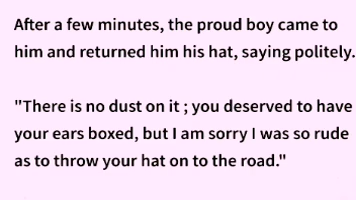 After a few minutes, the proud boy came to
him and returned him his hat, saying politely.
"There is no dust on it ; you deserved to have
your ears boxed, but I am sorry I was so rude
as to throw your hat on to the road."